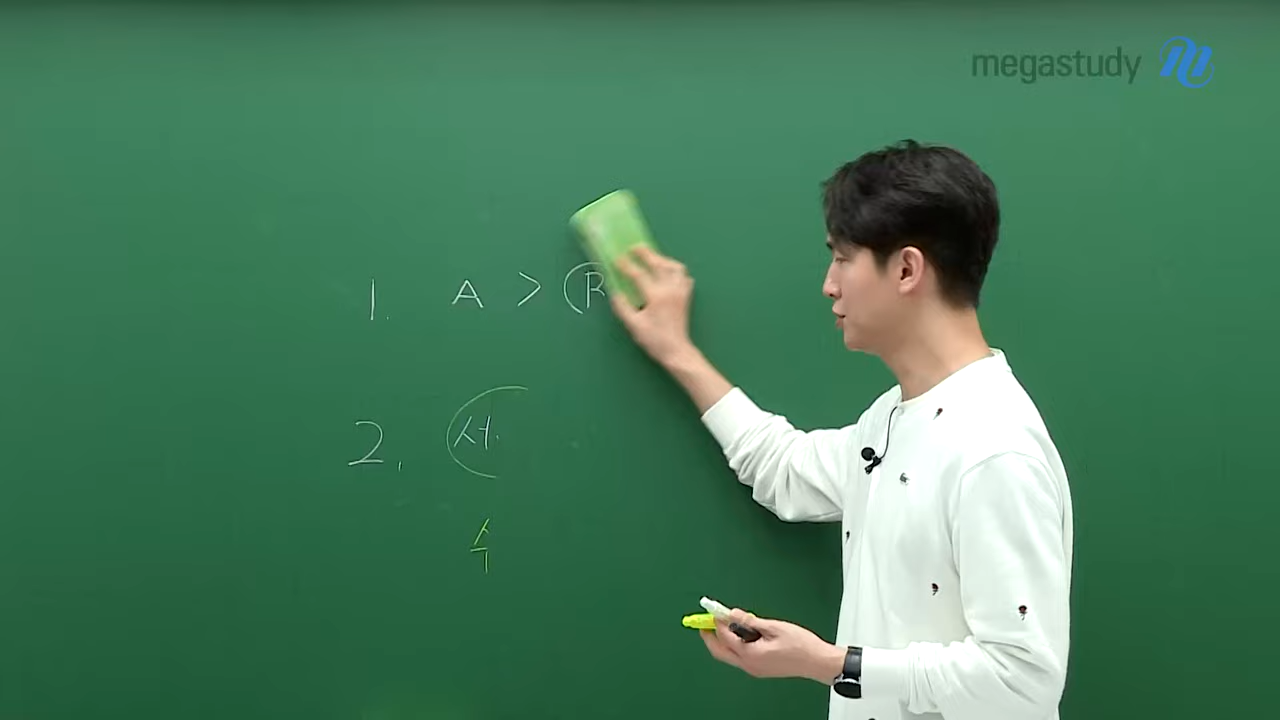 megastudy
1. A > R
2. 서.
수